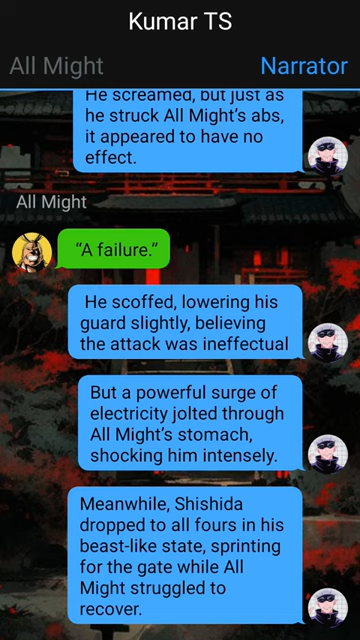 Kumar TS
All Might
Narrator
He screamed, but just as
he struck All Might's abs,
it appeared to have no
effect.
All Might
“A failure.”
He scoffed, lowering his
guard slightly, believing
the attack was ineffectual
But a powerful surge of
electricity jolted through
All Might's stomach,
shocking him intensely.
Meanwhile, Shishida
dropped to all fours in his
beast-like state, sprinting
for the gate while All
Might struggled to
recover.